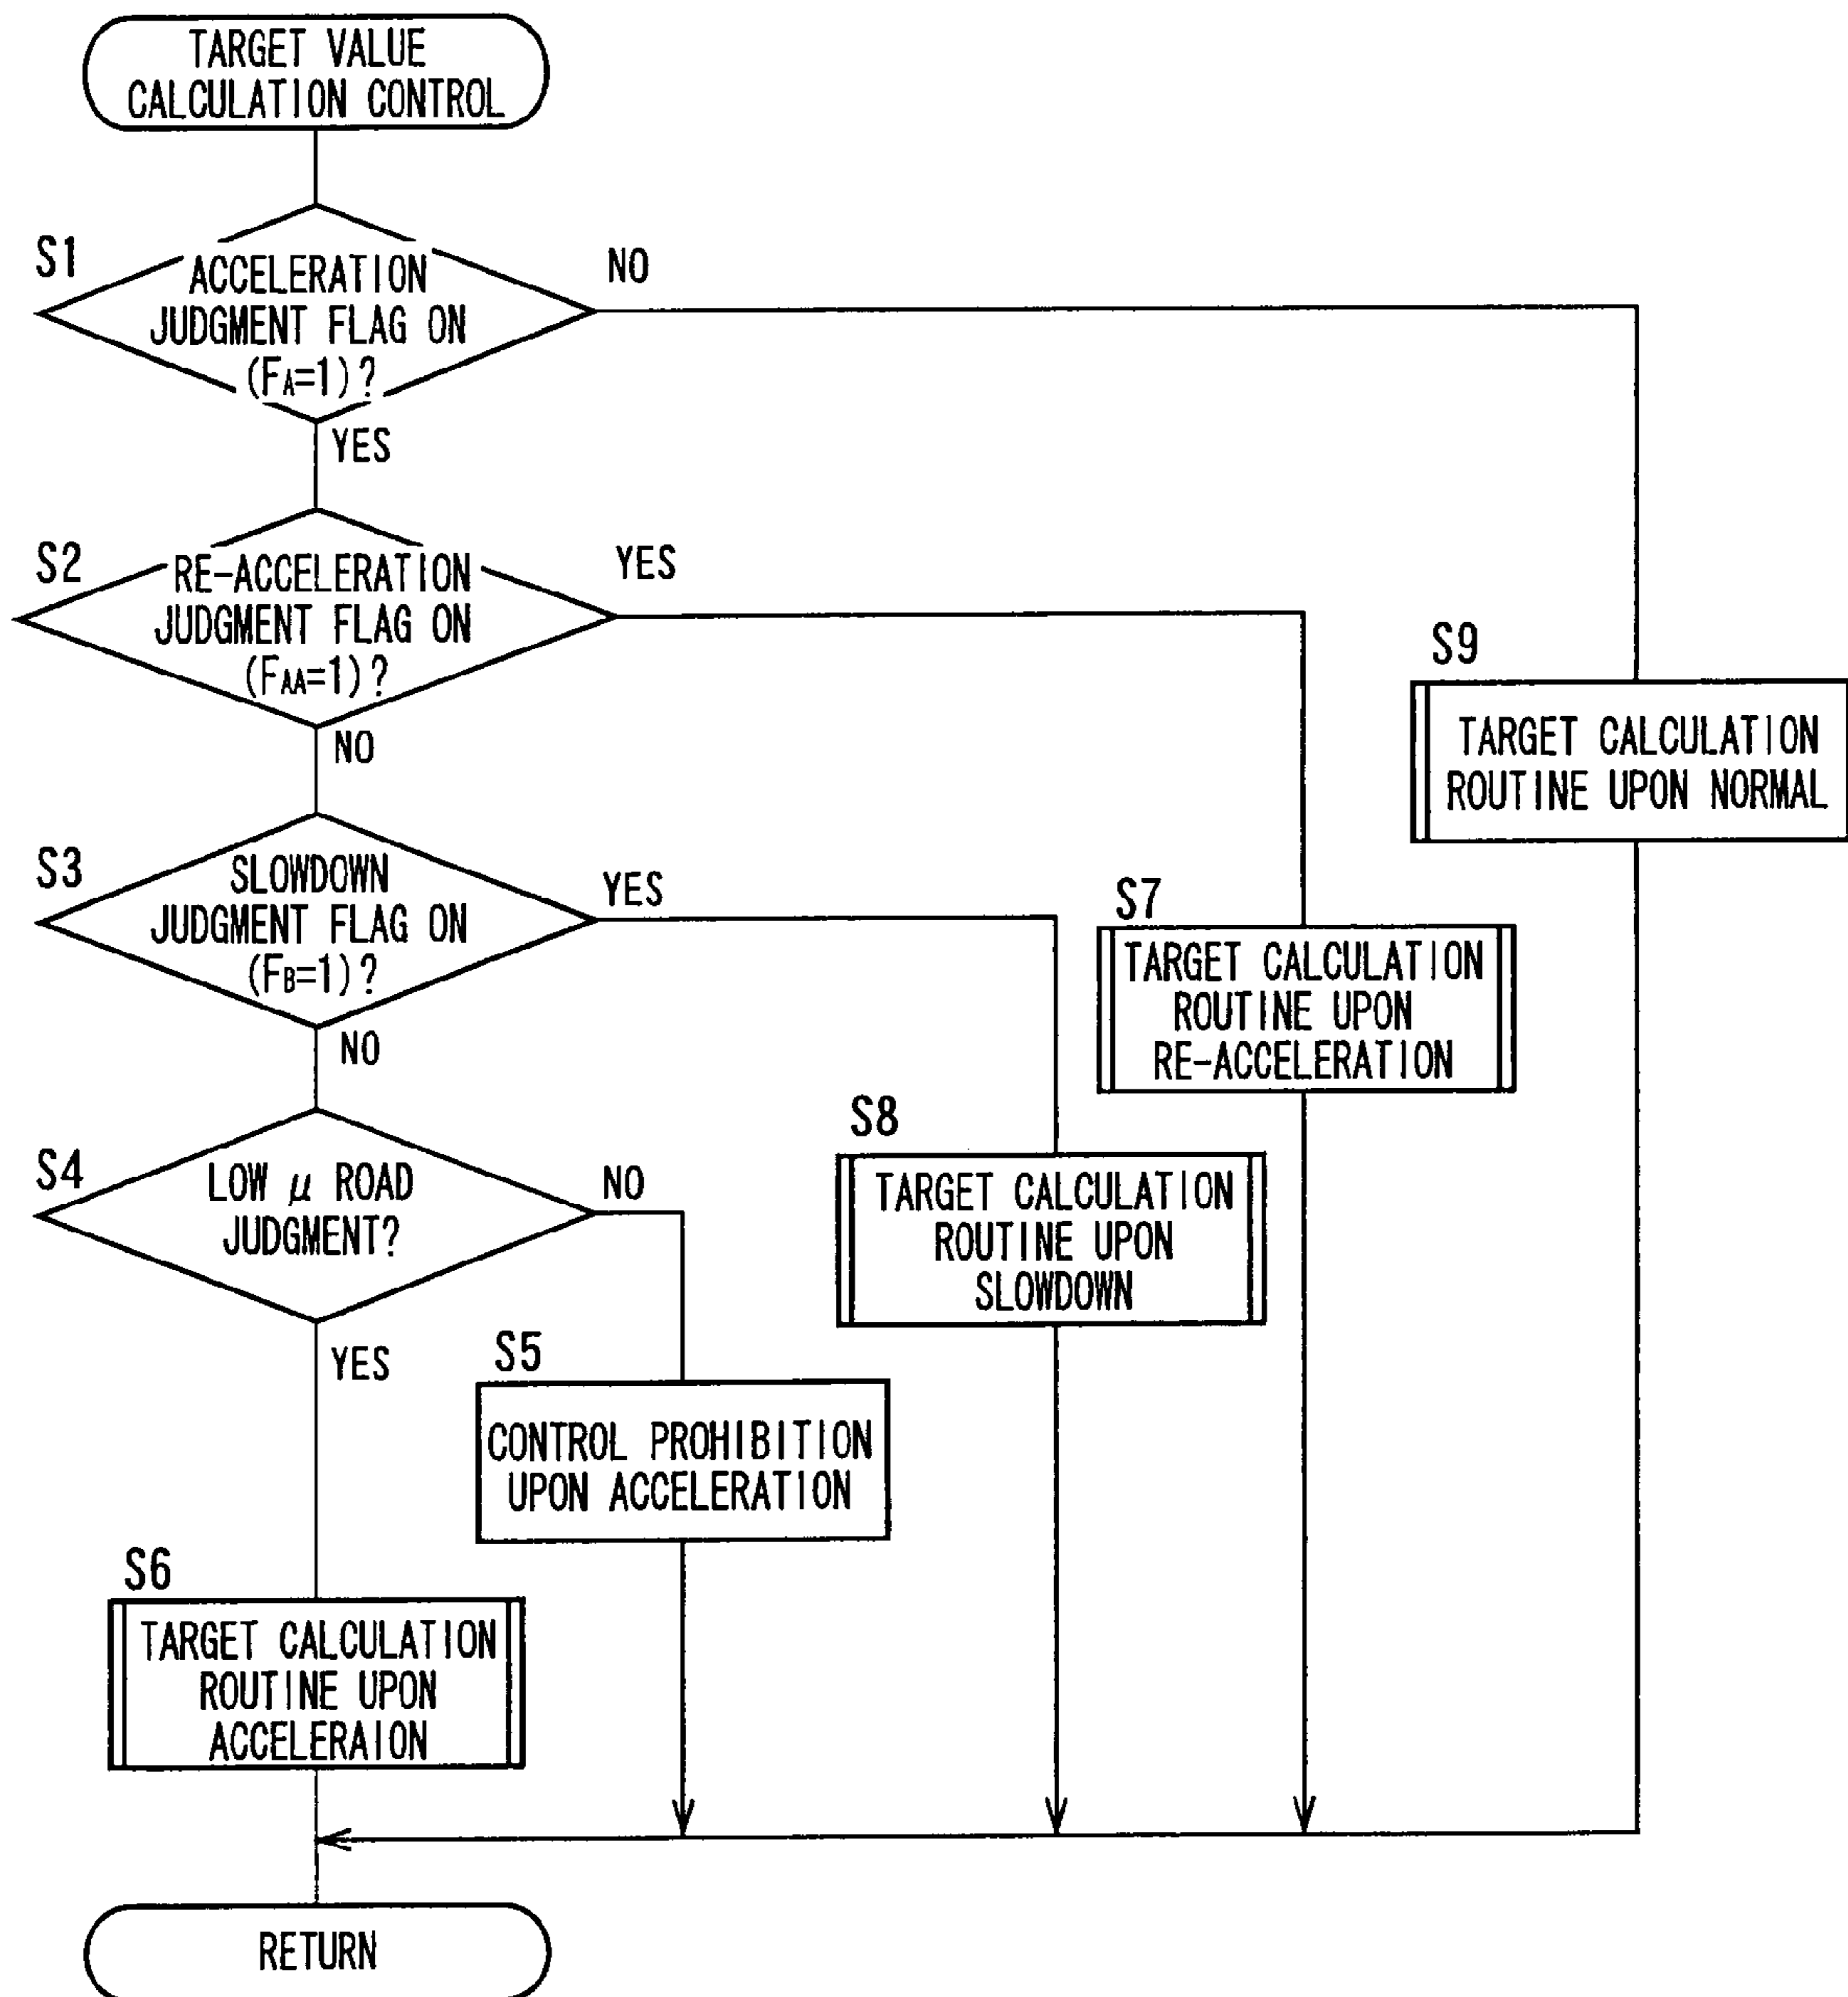 TARGET VALUE
CALCULATION CONTROL
S1
ACCELERATION
JUDGMENT FLAG ON
(FA=1)?
NO
YES
S2
RE-ACCELERATION
JUDGMENT FLAG ON
(FAA=1)?
YES
NO
S9
TARGET CALCULATION
ROUTINE UPON NORMAL
S3
SLOWDOWN
JUDGMENT FLAG ON
(FB=1)?
YES
NO
S7
TARGET CALCULATION
ROUTINE UPON
RE-ACCELERATION
S4
LOW μ ROAD
JUDGMENT?
NO
YES
S8
TARGET CALCULATION
ROUTINE UPON
SLOWDOWN
S5
CONTROL PROHIBITION
UPON ACCELERATION
S6
TARGET CALCULATION
ROUTINE UPON
ACCELERAION
RETURN